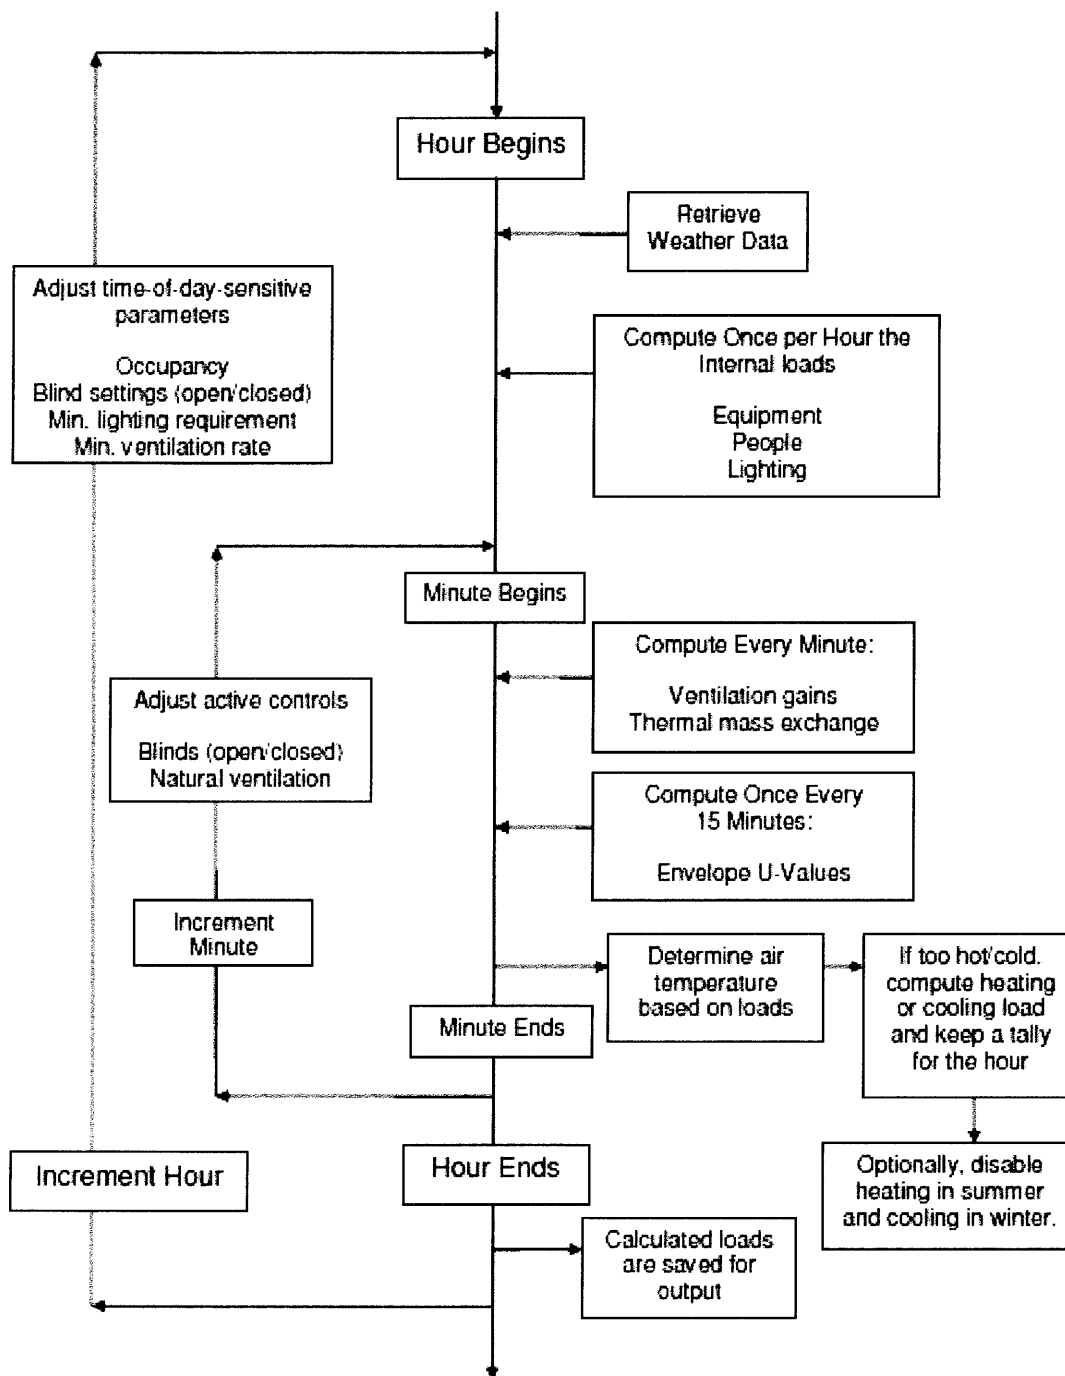 Hour Begins
Retrieve
Weather Data
Adjust time-of-day-sensitive
parameters
Occupancy
Blind settings (open/closed)
Min. lighting requirement
Min. ventilation rate
Compute Once per Hour the
Internal loads
Equipment
People
Lighting
Minute Begins
Compute Every Minute:
Ventilation gains
Thermal mass exchange
Adjust active controls
Blinds (open/closed)
Natural ventilation
Compute Once Every
15 Minutes:
Envelope U-Values
Increment
Minute
Determine air
temperature
based on loads
If too hot/cold.
compute heating
or cooling load
and keep a tally
for the hour
Minute Ends
Increment Hour
Hour Ends
Optionally, disable
heating in summer
and cooling in winter.
Calculated loads
are saved for
output